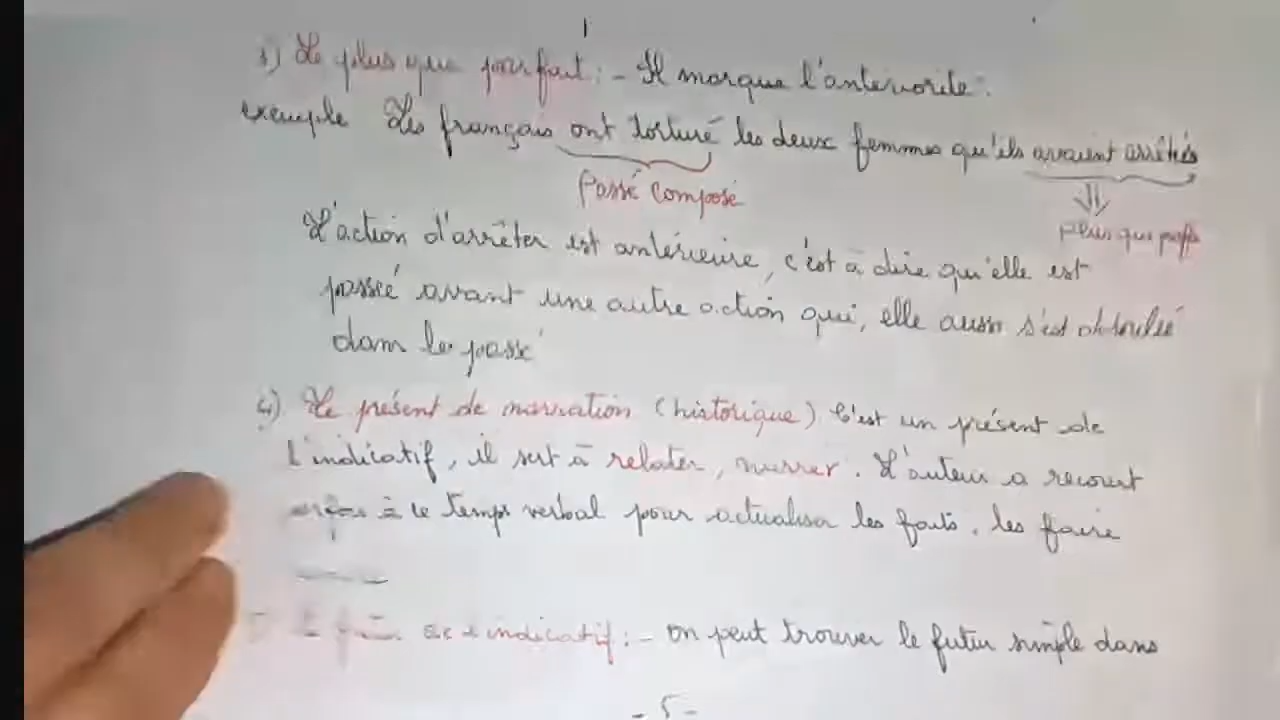 3) Le plus que parfait : - Il marque l'antériorité :
exemple Les français ont torturé les deux femmes qu'ils avaient arrêtés
Passé composé
plus que parf
L'action d'arrêter est antérieure, c'est à dire qu'elle est
passée avant une autre action qui, elle aussi s'est déroulée
dans le passé
4) Le présent de narration (historique) C'est un présent de
l'indicatif, il sert à relater, narrer. L'auteur a recourt
à ce temps verbal pour actualiser les faits, les faire
l'indicatif : - on peut trouver le futur simple dans
- 5 -